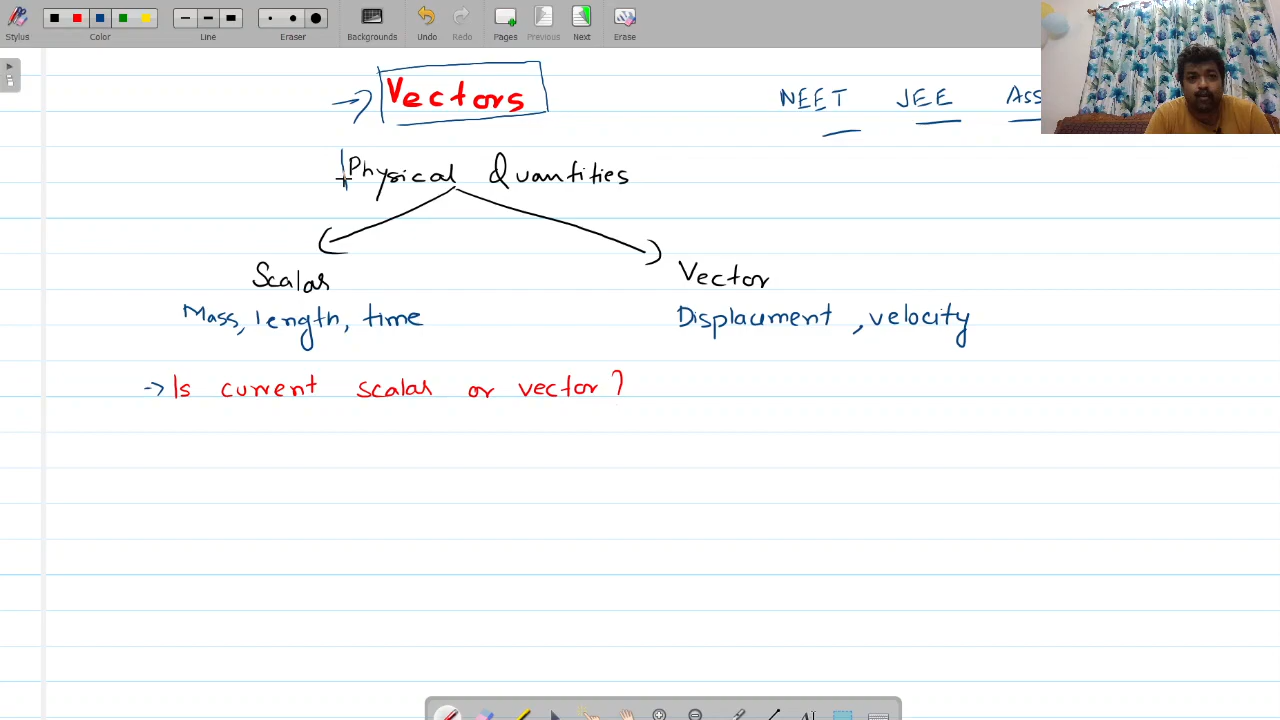 Stylus Color Line Eraser Backgrounds Undo Redo Pages Previous Next Erase
→ Vectors NEET JEE Ass
Physical Quantities
Scalar Vector
Mass, length, time Displacement, velocity
→ Is current scalar or vector?